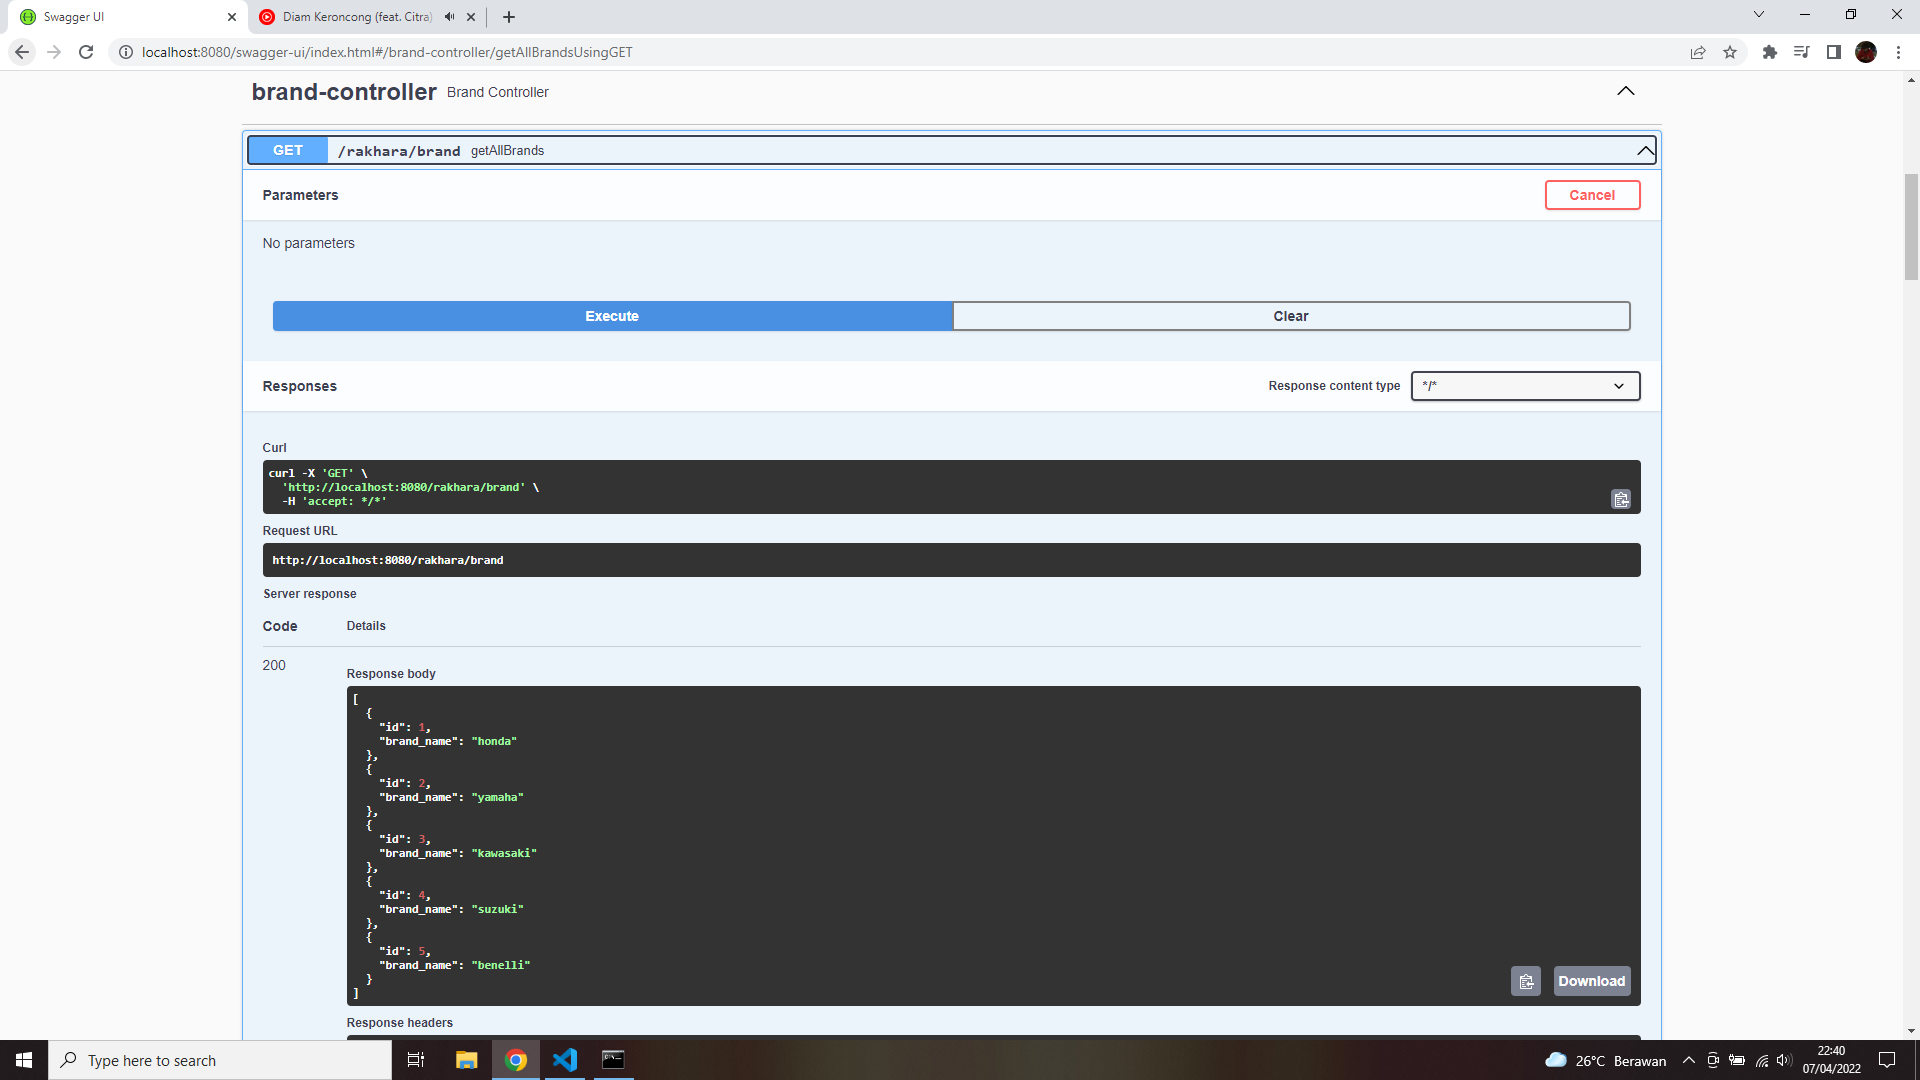 Swagger UI
Diam Keroncong (feat. Citra)
localhost:8080/swagger-ui/index.html#/brand-controller/getAllBrandsUsingGET
brand-controller Brand Controller
GET /rakhara/brand getAllBrands
Parameters Cancel
No parameters
Execute Clear
Responses Response content type */*
Curl
curl -X 'GET' \
'http://localhost:8080/rakhara/brand' \
-H 'accept: */*'
Request URL
http://localhost:8080/rakhara/brand
Server response
Code Details
200
Response body
[
{
"id": 1,
"brand_name": "honda"
},
{
"id": 2,
"brand_name": "yamaha"
},
{
"id": 3,
"brand_name": "kawasaki"
},
{
"id": 4,
"brand_name": "suzuki"
},
{
"id": 5,
"brand_name": "benelli"
}
]
Download
Response headers
Type here to search
26°C Berawan
22:40
07/04/2022